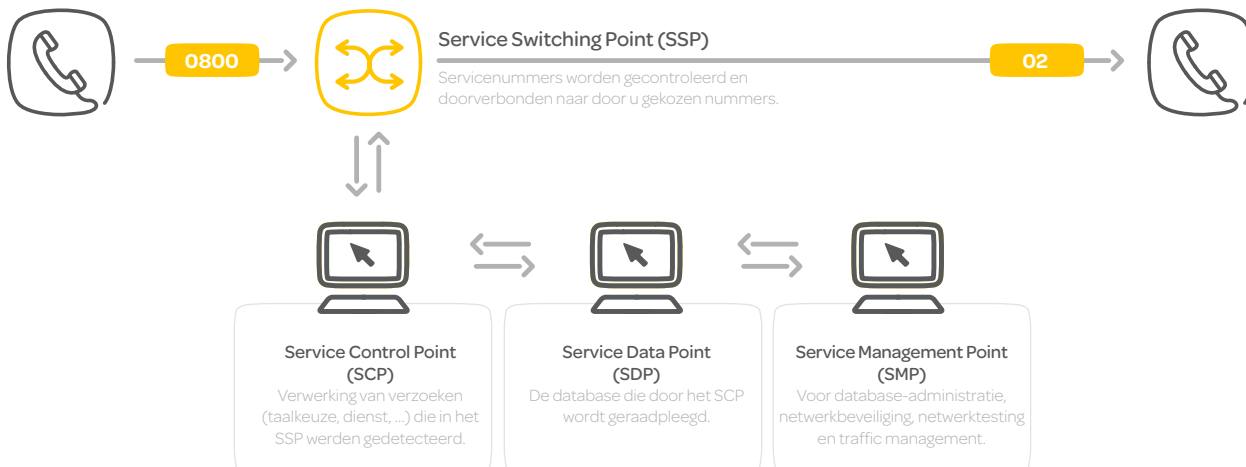 0800
Service Switching Point (SSP)
Servicenummers worden gecontroleerd en
doorverbonden naar door u gekozen nummers.
02
Service Control Point
(SCP)
Verwerking van verzoeken
(taalkeuze, dienst, ...) die in het
SSP werden gedetecteerd.
Service Data Point
(SDP)
De database die door het SCP
wordt geraadpleegd.
Service Management Point
(SMP)
Voor database-administratie,
netwerkbeveiliging, netwerktesting
en traffic management.